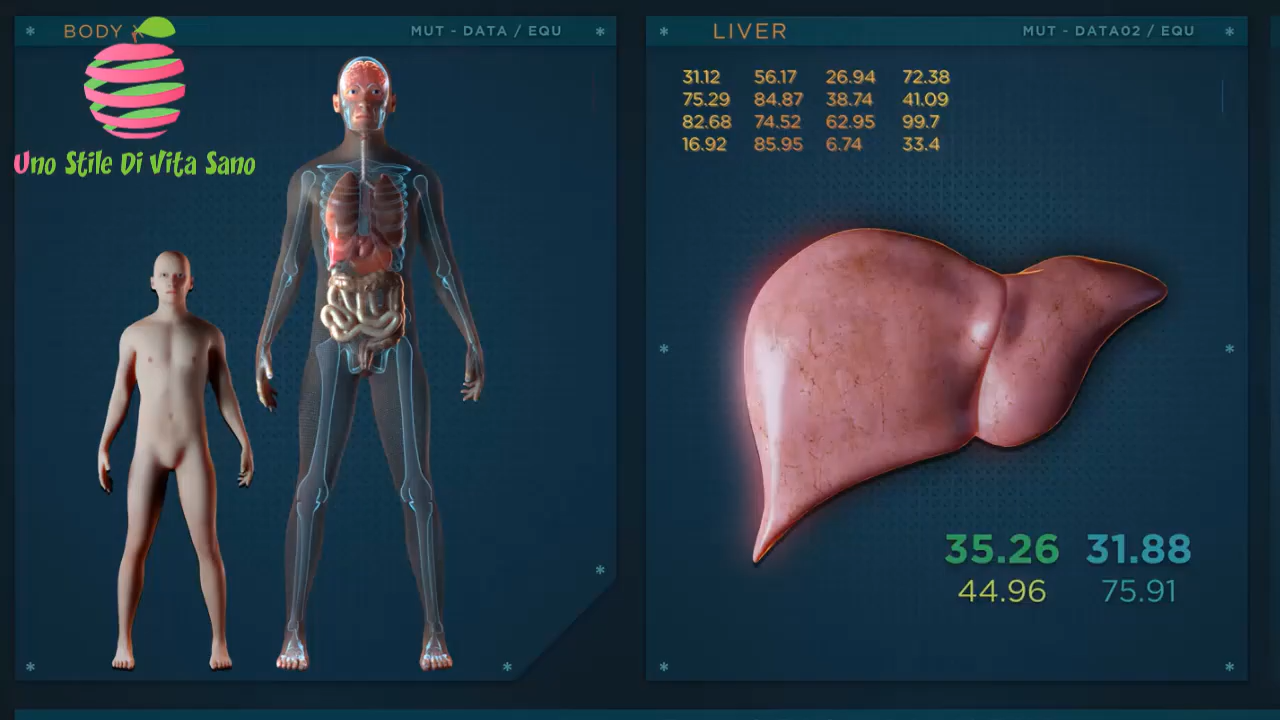 BODY X
MUT - DATA / EQU
Uno Stile Di Vita Sano
LIVER
MUT - DATA02 / EQU
31.12 56.17 26.94 72.38
75.29 84.87 38.74 41.09
82.68 74.52 62.95 99.7
16.92 85.95 6.74 33.4
35.26 31.88
44.96 75.91